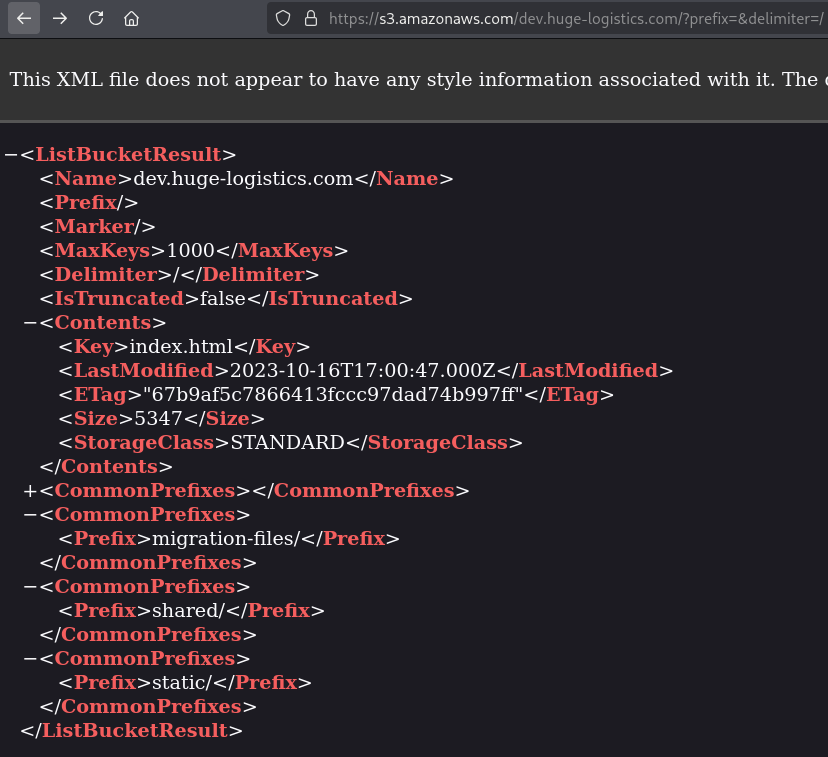 https://s3.amazonaws.com/dev.huge-logistics.com/?prefix=&delimiter=/
This XML file does not appear to have any style information associated with it. The
−<ListBucketResult>
<Name>dev.huge-logistics.com</Name>
<Prefix/>
<Marker/>
<MaxKeys>1000</MaxKeys>
<Delimiter>/</Delimiter>
<IsTruncated>false</IsTruncated>
−<Contents>
<Key>index.html</Key>
<LastModified>2023-10-16T17:00:47.000Z</LastModified>
<ETag>"67b9af5c7866413fccc97dad74b997ff"</ETag>
<Size>5347</Size>
<StorageClass>STANDARD</StorageClass>
</Contents>
+<CommonPrefixes></CommonPrefixes>
−<CommonPrefixes>
<Prefix>migration-files/</Prefix>
</CommonPrefixes>
−<CommonPrefixes>
<Prefix>shared/</Prefix>
</CommonPrefixes>
−<CommonPrefixes>
<Prefix>static/</Prefix>
</CommonPrefixes>
</ListBucketResult>